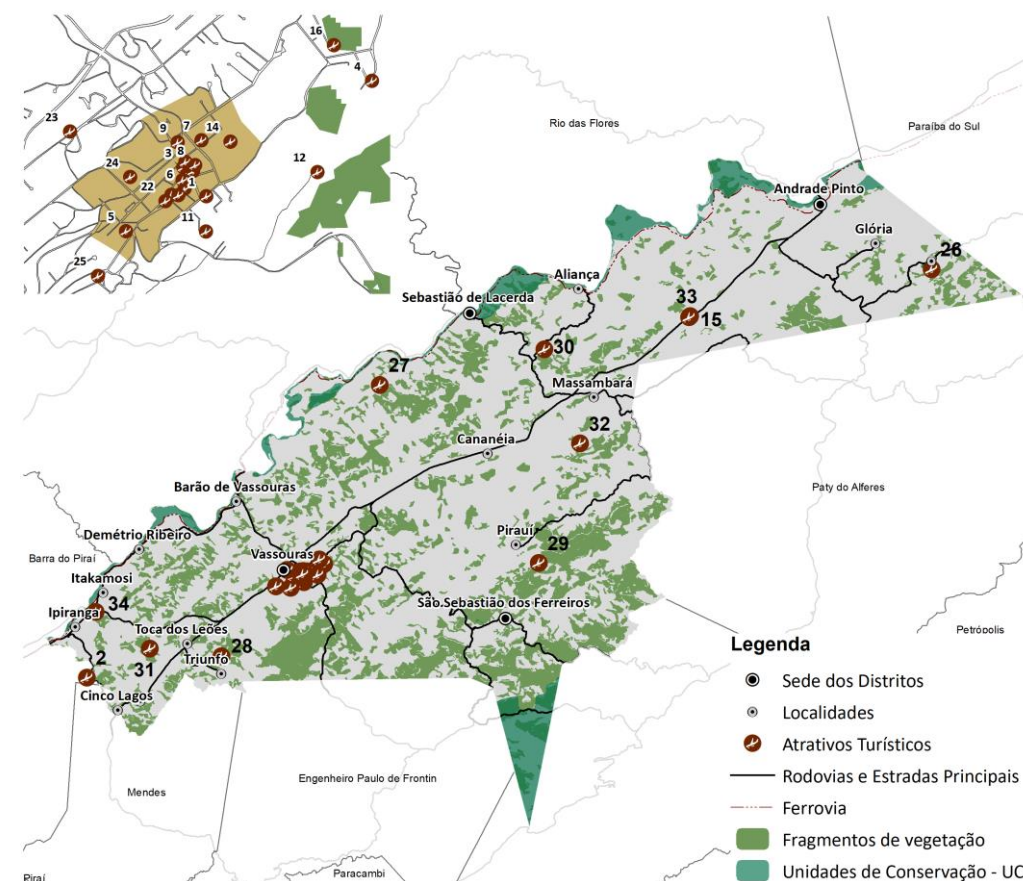 16
4
23
9
7
14
3
8
12
24
6
22
1
5
11
25
Rio das Flores
Paraíba do Sul
Andrade Pinto
Glória
26
Aliança
Sebastião de Lacerda
33
15
30
27
Massambará
32
Cananéia
Paty do Alferes
Barão de Vassouras
Pirauí
Demétrio Ribeiro
29
Barra do Piraí
Vassouras
Itakamosi
34
São Sebastião dos Ferreiros
Ipiranga
Toca dos Leões
Petrópolis
28
2
31
Triunfo
Cinco Lagos
Engenheiro Paulo de Frontin
Mendes
Paracambi
Piraí
Legenda
Sede dos Distritos
Localidades
Atrativos Turísticos
Rodovias e Estradas Principais
Ferrovia
Fragmentos de vegetação
Unidades de Conservação - UC